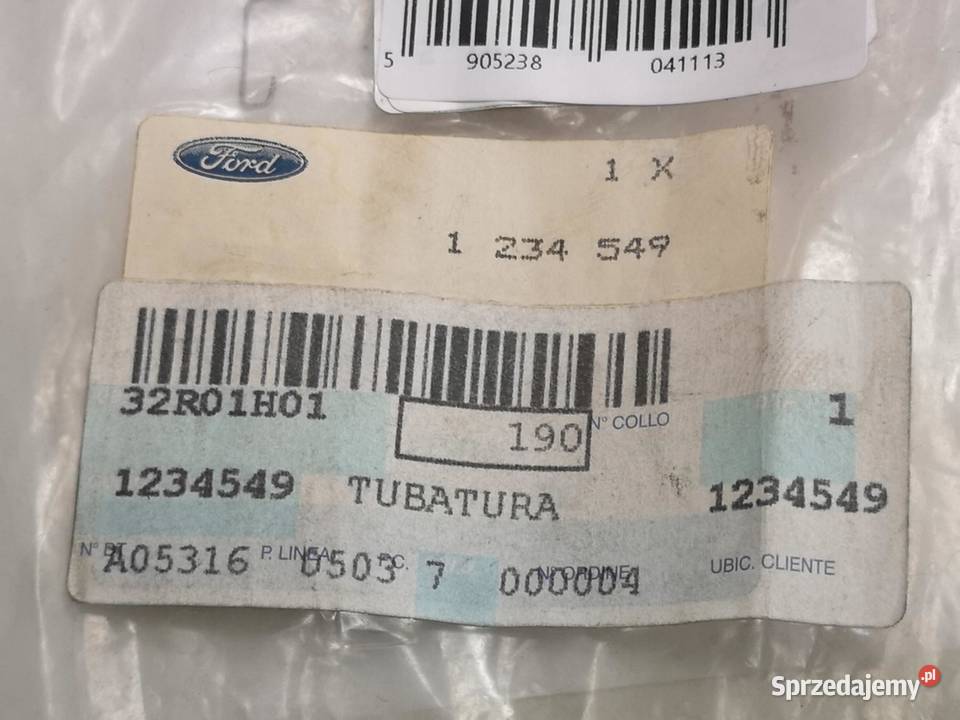 5 905238 041113
Ford
1 X
1 234 549
32R01H01
190
N° COLLO
1
1234549 TUBATURA 1234549
A05316 0503 7 000004
P. LINEA
N° ORDINE
UBIC. CLIENTE
Sprzedajemy.pl